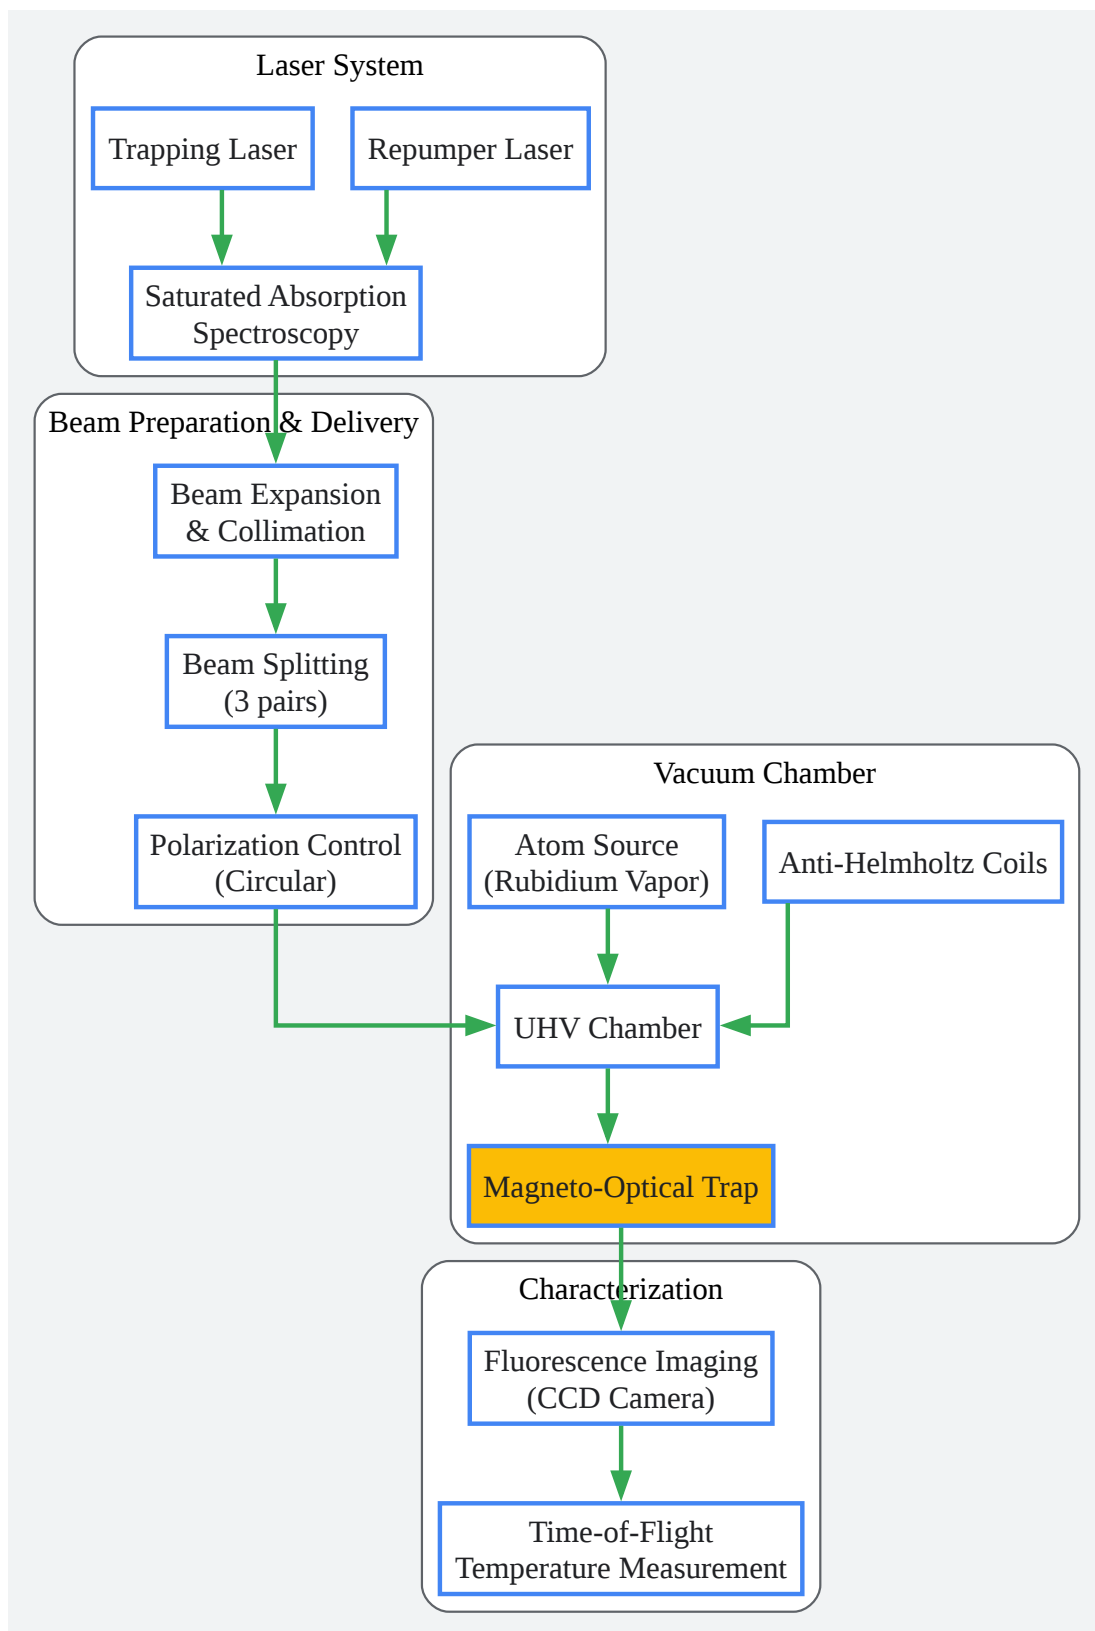 Laser System
Trapping Laser
Repumper Laser
Saturated Absorption
Spectroscopy
Beam Preparation & Delivery
Beam Expansion
& Collimation
Beam Splitting
(3 pairs)
Polarization Control
(Circular)
Vacuum Chamber
Atom Source
(Rubidium Vapor)
Anti-Helmholtz Coils
UHV Chamber
Magneto-Optical Trap
Characterization
Fluorescence Imaging
(CCD Camera)
Time-of-Flight
Temperature Measurement